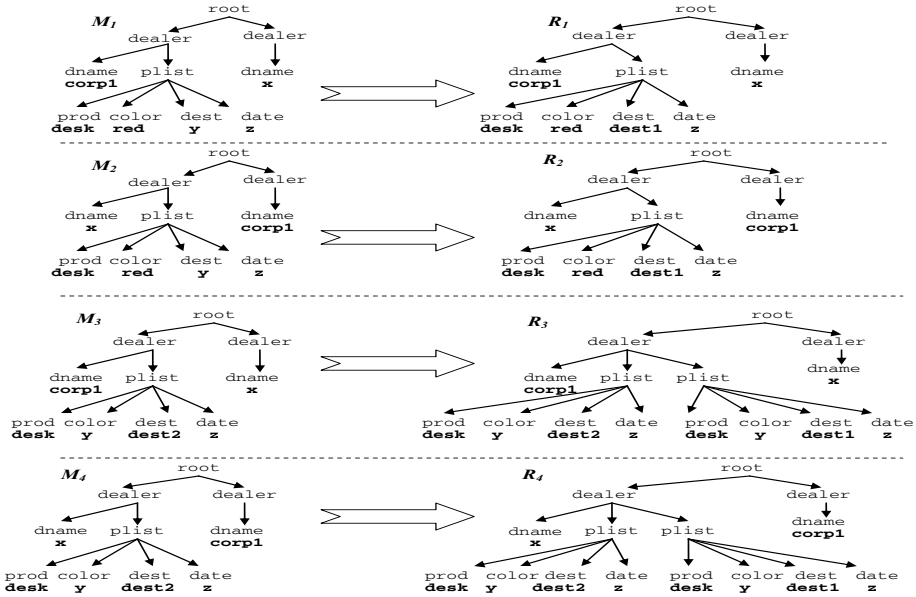 M1 root R1 root
dealer dealer dealer dealer
dname plist x dname plist x
corp1 corp1
prod color dest date prod color dest date
desk red y z desk red dest1 z
M2 root R2 root
dealer dealer dealer dealer
dname plist dname dname plist dname
x corp1 x corp1
prod color dest date prod color dest date
desk red y z desk red dest1 z
M3 root R3 root
dealer dealer dealer dealer
dname plist dname dname plist plist dname
corp1 x corp1 x
prod color dest date prod color dest date prod color dest date
desk y dest2 z desk y dest2 z desk y dest1 z
M4 root R4 root
dealer dealer dealer dealer
dname plist dname dname plist plist dname
x corp1 x corp1
prod color dest date prod color dest date prod color dest date
desk y dest2 z desk y dest2 z desk y dest1 z